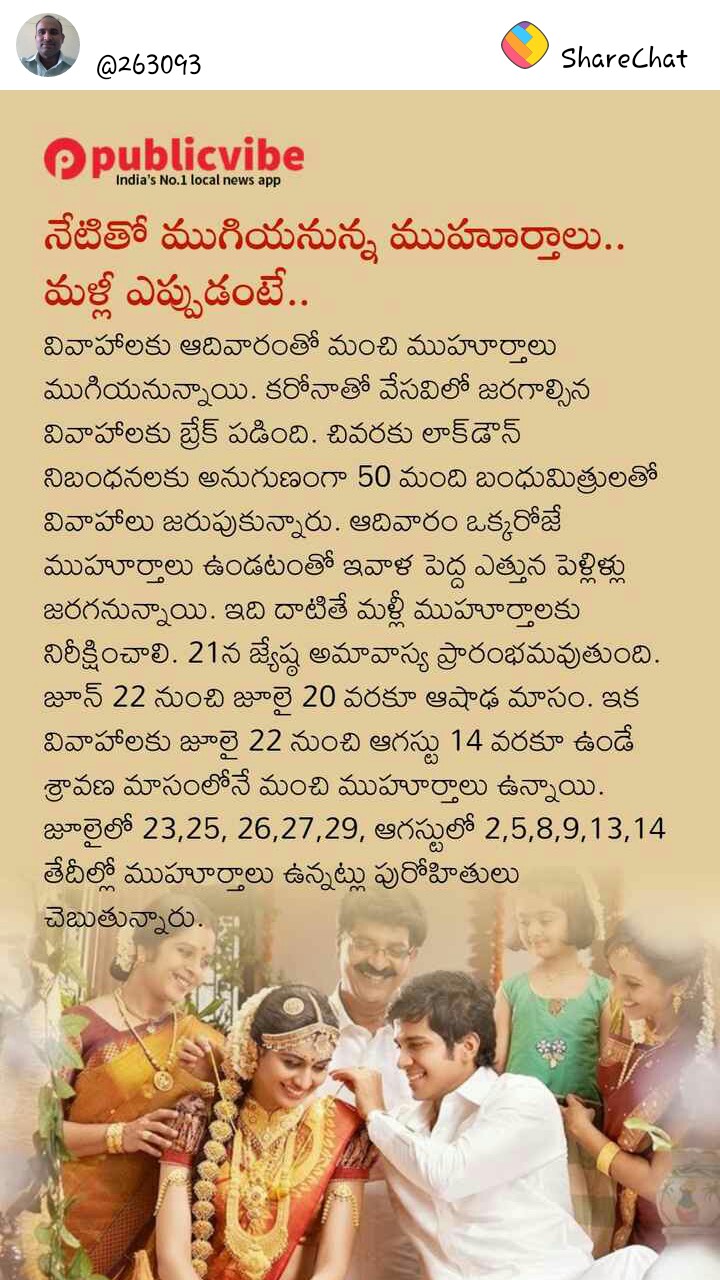 @263093
ShareChat
publicvibe
India's No.1 local news app
నేటితో ముగియనున్న ముహూర్తాలు..
మళ్లీ ఎప్పుడంటే..
వివాహాలకు ఆదివారంతో మంచి ముహూర్తాలు
ముగియనున్నాయి. కరోనాతో వేసవిలో జరగాల్సిన
వివాహాలకు బ్రేక్ పడింది. చివరకు లాక్‌డౌన్
నిబంధనలకు అనుగుణంగా 50 మంది బంధుమిత్రులతో
వివాహాలు జరుపుకున్నారు. ఆదివారం ఒక్కరోజే
ముహూర్తాలు ఉండటంతో ఇవాళ పెద్ద ఎత్తున పెళ్లిళ్లు
జరగనున్నాయి. ఇది దాటితే మళ్లీ ముహూర్తాలకు
నిరీక్షించాలి. 21న జ్యేష్ఠ అమావాస్య ప్రారంభమవుతుంది.
జూన్ 22 నుంచి జూలై 20 వరకూ ఆషాఢ మాసం. ఇక
వివాహాలకు జూలై 22 నుంచి ఆగస్టు 14 వరకూ ఉండే
శ్రావణ మాసంలోనే మంచి ముహూర్తాలు ఉన్నాయి.
జూలైలో 23,25, 26,27,29, ఆగస్టులో 2,5,8,9,13,14
తేదీల్లో ముహూర్తాలు ఉన్నట్లు పురోహితులు
చెబుతున్నారు.